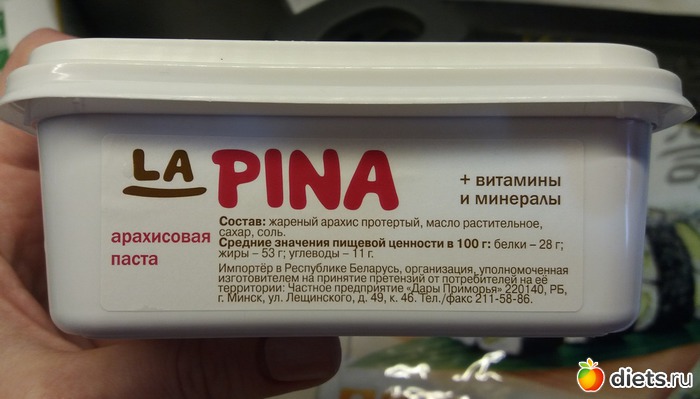 LA PINA
+ витамины
и минералы
арахисовая
паста
Состав: жареный арахис протертый, масло растительное,
сахар, соль.
Средние значения пищевой ценности в 100 г: белки – 28 г;
жиры – 53 г; углеводы – 11 г.
Импортёр в Республике Беларусь, организация, уполномоченная
изготовителем на принятие претензий от потребителей на её
территории: Частное предприятие «Дары Приморья» 220140, РБ,
г. Минск, ул. Лещинского, д. 49, к. 46. Тел./факс 211-58-86.
diets.ru